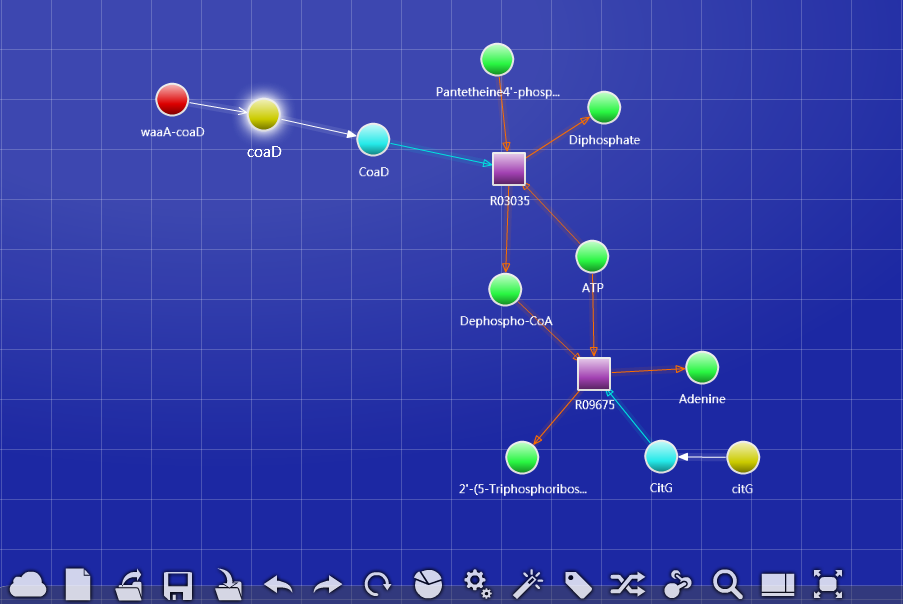 Pantetheine4'-phosp...
waaA-coaD
Diphosphate
coaD
CoaD
R03035
ATP
Dephospho-CoA
Adenine
R09675
2'-(5-Triphosphoribos...
CitG
citG